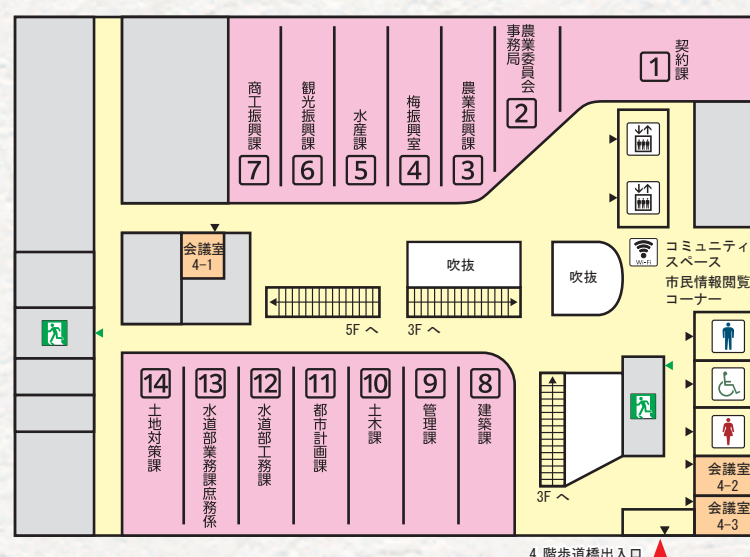 契約課
1
農業委員会
事務局
2
農業振興課
3
梅振興室
4
水産課
5
観光振興課
6
商工振興課
7
会議室
4-1
吹抜
吹抜
Wi-Fi
コミュニティ
スペース
市民情報閲覧
コーナー
5F へ
3F へ
8
建築課
9
管理課
10
土木課
11
都市計画課
12
水道部工務課
13
水道部業務課庶務係
14
土地対策課
3F へ
会議室
4-2
会議室
4-3
4 階歩道橋出入口